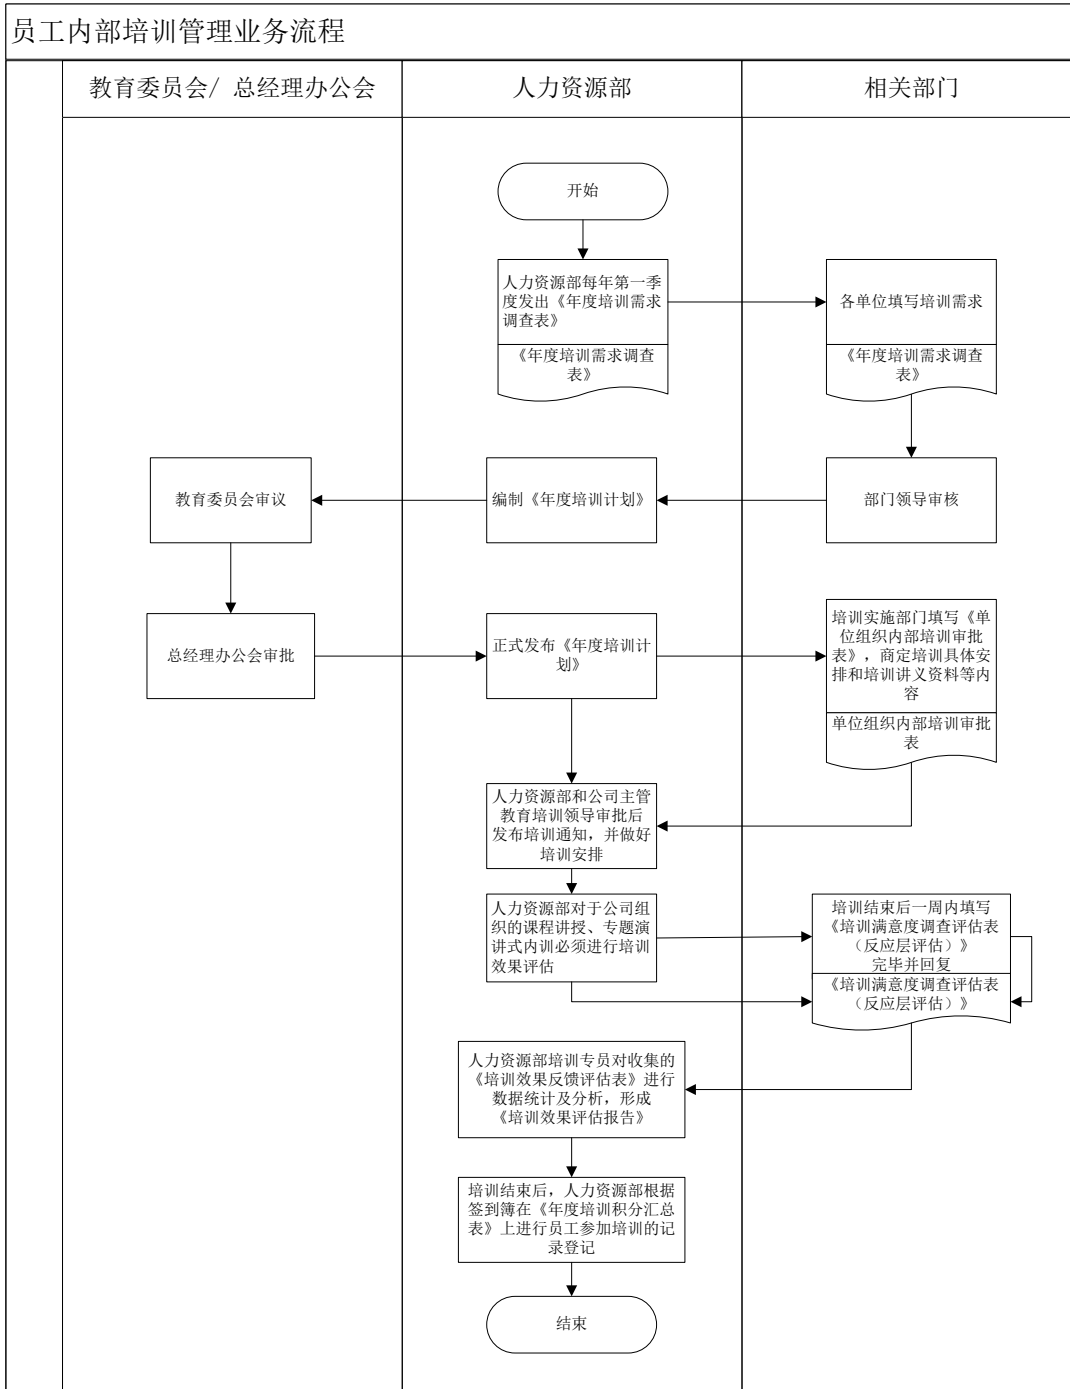 员工内部培训管理业务流程
教育委员会/ 总经理办公会
人力资源部
相关部门
开始
人力资源部每年第一季
度发出《年度培训需求
调查表》
《年度培训需求调查
表》
各单位填写培训需求
《年度培训需求调查
表》
教育委员会审议
编制《年度培训计划》
部门领导审核
总经理办公会审批
正式发布《年度培训计
划》
培训实施部门填写《单
位组织内部培训审批
表》，商定培训具体安
排和培训讲义资料等内
容
单位组织内部培训审批
表
人力资源部和公司主管
教育培训领导审批后
发布培训通知，并做好
培训安排
人力资源部对于公司组
织的课程讲授、专题演
讲式内训必须进行培训
效果评估
培训结束后一周内填写
《培训满意度调查评估表
（反应层评估）》
完毕并回复
《培训满意度调查评估表
（反应层评估）》
人力资源部培训专员对收集的
《培训效果反馈评估表》进行
数据统计及分析，形成
《培训效果评估报告》
培训结束后，人力资源部根据
签到簿在《年度培训积分汇总
表》上进行员工参加培训的记
录登记
结束